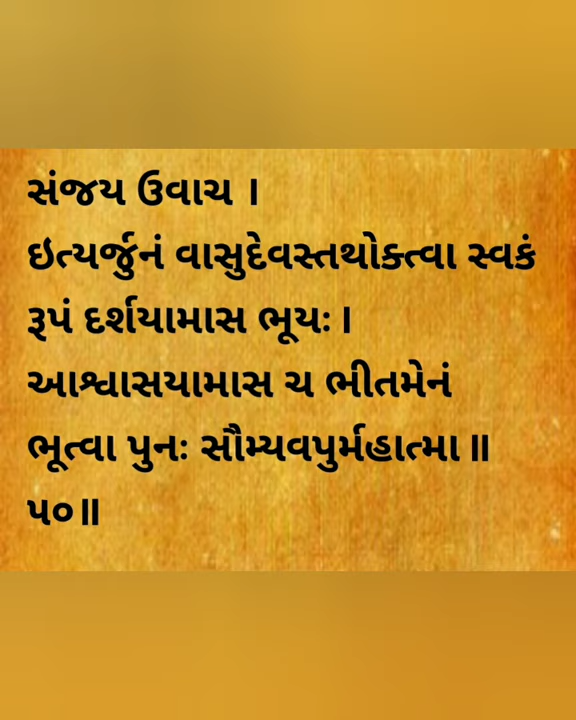 સંજય ઉવાચ ।
ઇત્યર્જુનં વાસુદેવસ્તથોક્ત્વા સ્વકં
રૂપં દર્શયામાસ ભૂયઃ ।
આશ્વાસયામાસ ચ ભીતમેનં
ભૂત્વા પુનઃ સૌમ્યવપુર્મહાત્મા ॥
૫૦॥